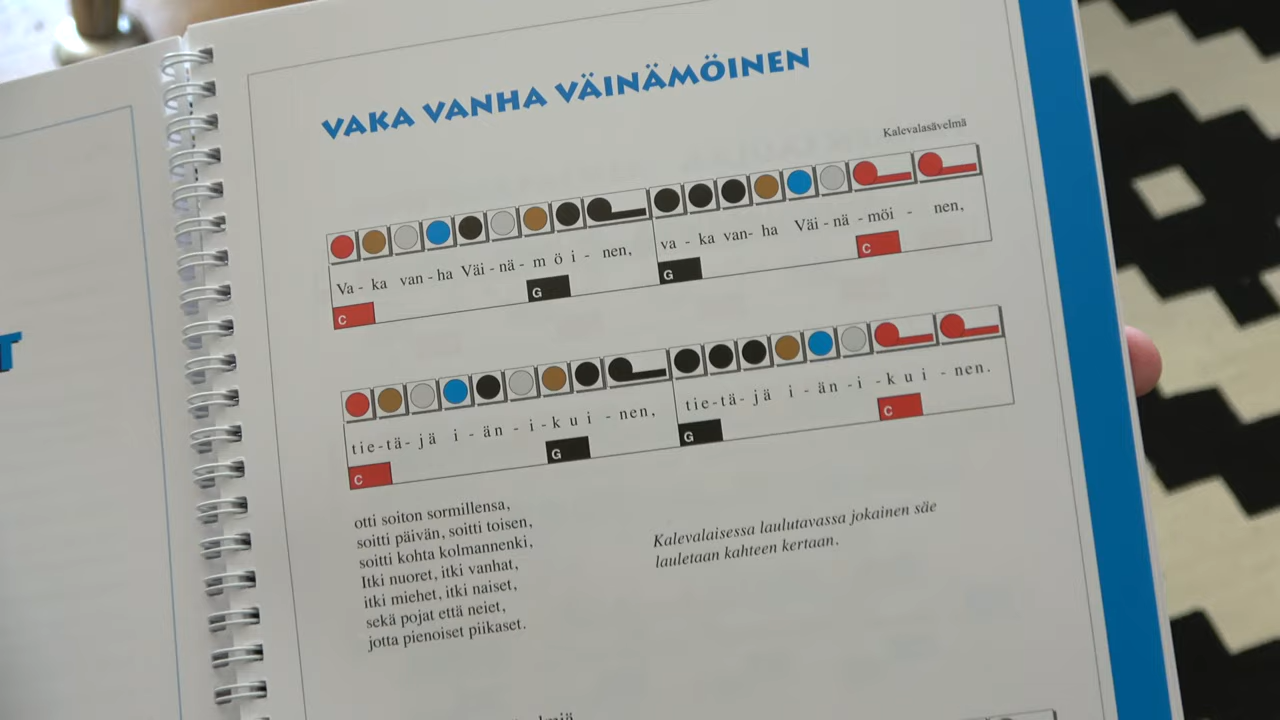 T
VAKA VANHA VÄINÄMÖINEN
Kalevalasävelmä
Va - ka van - ha Väi - nä - m ö i - nen, va - ka van - ha Väi - nä - möi - nen,
C G G C
tie - tä - jä i - än - i - k u i - nen, tie - tä - jä i - än - i - k u i - nen.
C G G C
otti soiton sormillensa,
soitti päivän, soitti toisen,
soitti kohta kolmannenki,
Itki nuoret, itki vanhat,
itki miehet, itki naiset,
sekä pojat että neiet,
jotta pienoiset piikaset.
Kalevalaisessa laulutavassa jokainen säe
lauletaan kahteen kertaan.